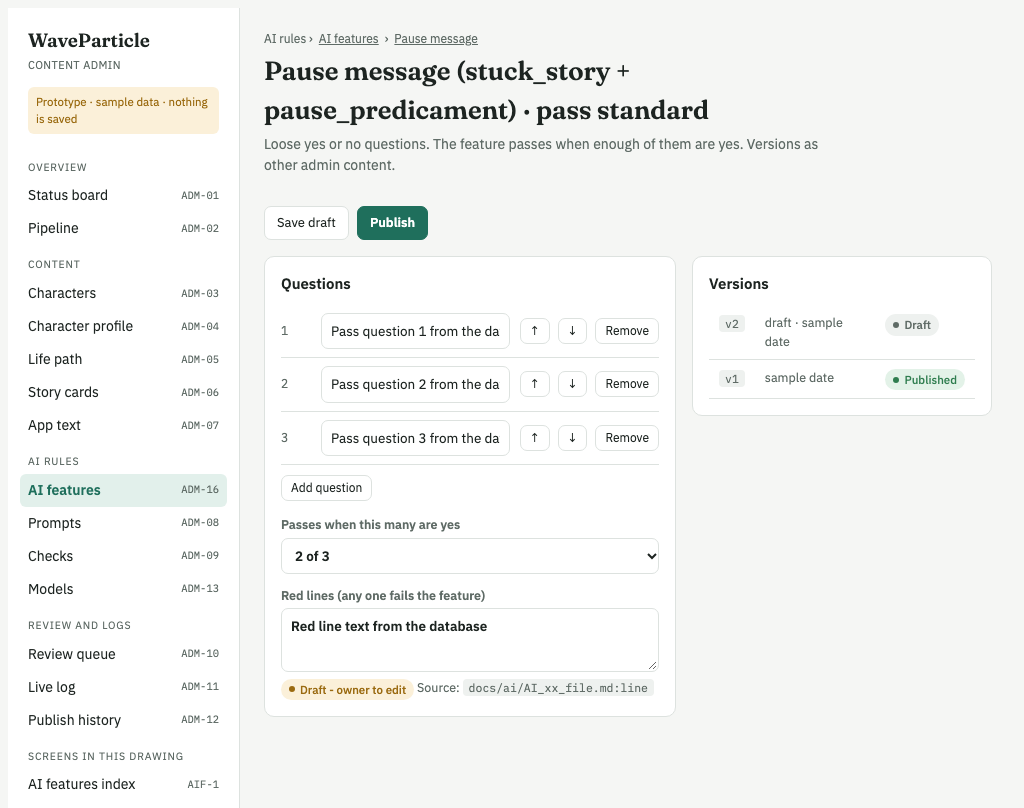 WaveParticle
CONTENT ADMIN
Prototype · sample data · nothing
is saved
OVERVIEW
Status board ADM-01
Pipeline ADM-02
CONTENT
Characters ADM-03
Character profile ADM-04
Life path ADM-05
Story cards ADM-06
App text ADM-07
AI RULES
AI features ADM-16
Prompts ADM-08
Checks ADM-09
Models ADM-13
REVIEW AND LOGS
Review queue ADM-10
Live log ADM-11
Publish history ADM-12
SCREENS IN THIS DRAWING
AI features index AIF-1
AI rules › AI features › Pause message
Pause message (stuck_story +
pause_predicament) · pass standard
Loose yes or no questions. The feature passes when enough of them are yes. Versions as
other admin content.
Save draft Publish
Questions
1 Pass question 1 from the da ↑ ↓ Remove
2 Pass question 2 from the da ↑ ↓ Remove
3 Pass question 3 from the da ↑ ↓ Remove
Add question
Passes when this many are yes
2 of 3
Red lines (any one fails the feature)
Red line text from the database
Draft - owner to edit Source: docs/ai/AI_xx_file.md:line
Versions
v2 draft · sample date Draft
v1 sample date Published